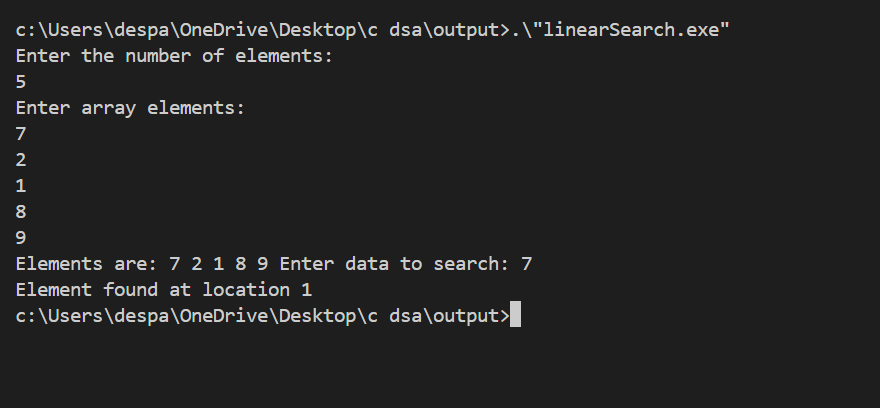 c:\Users\despa\OneDrive\Desktop\c dsa\output>.\"linearSearch.exe"
Enter the number of elements:
5
Enter array elements:
7
2
1
8
9
Elements are: 7 2 1 8 9 Enter data to search: 7
Element found at location 1
c:\Users\despa\OneDrive\Desktop\c dsa\output>